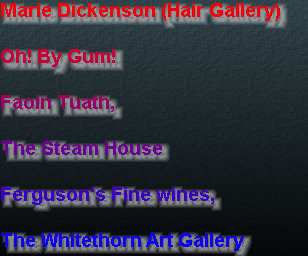 Marie Dickenson (Hair Gallery)
Oh! By Gum!
Faoin Tuath,
The Steam House
Ferguson's Fine wines,
The Whitethorn Art Gallery